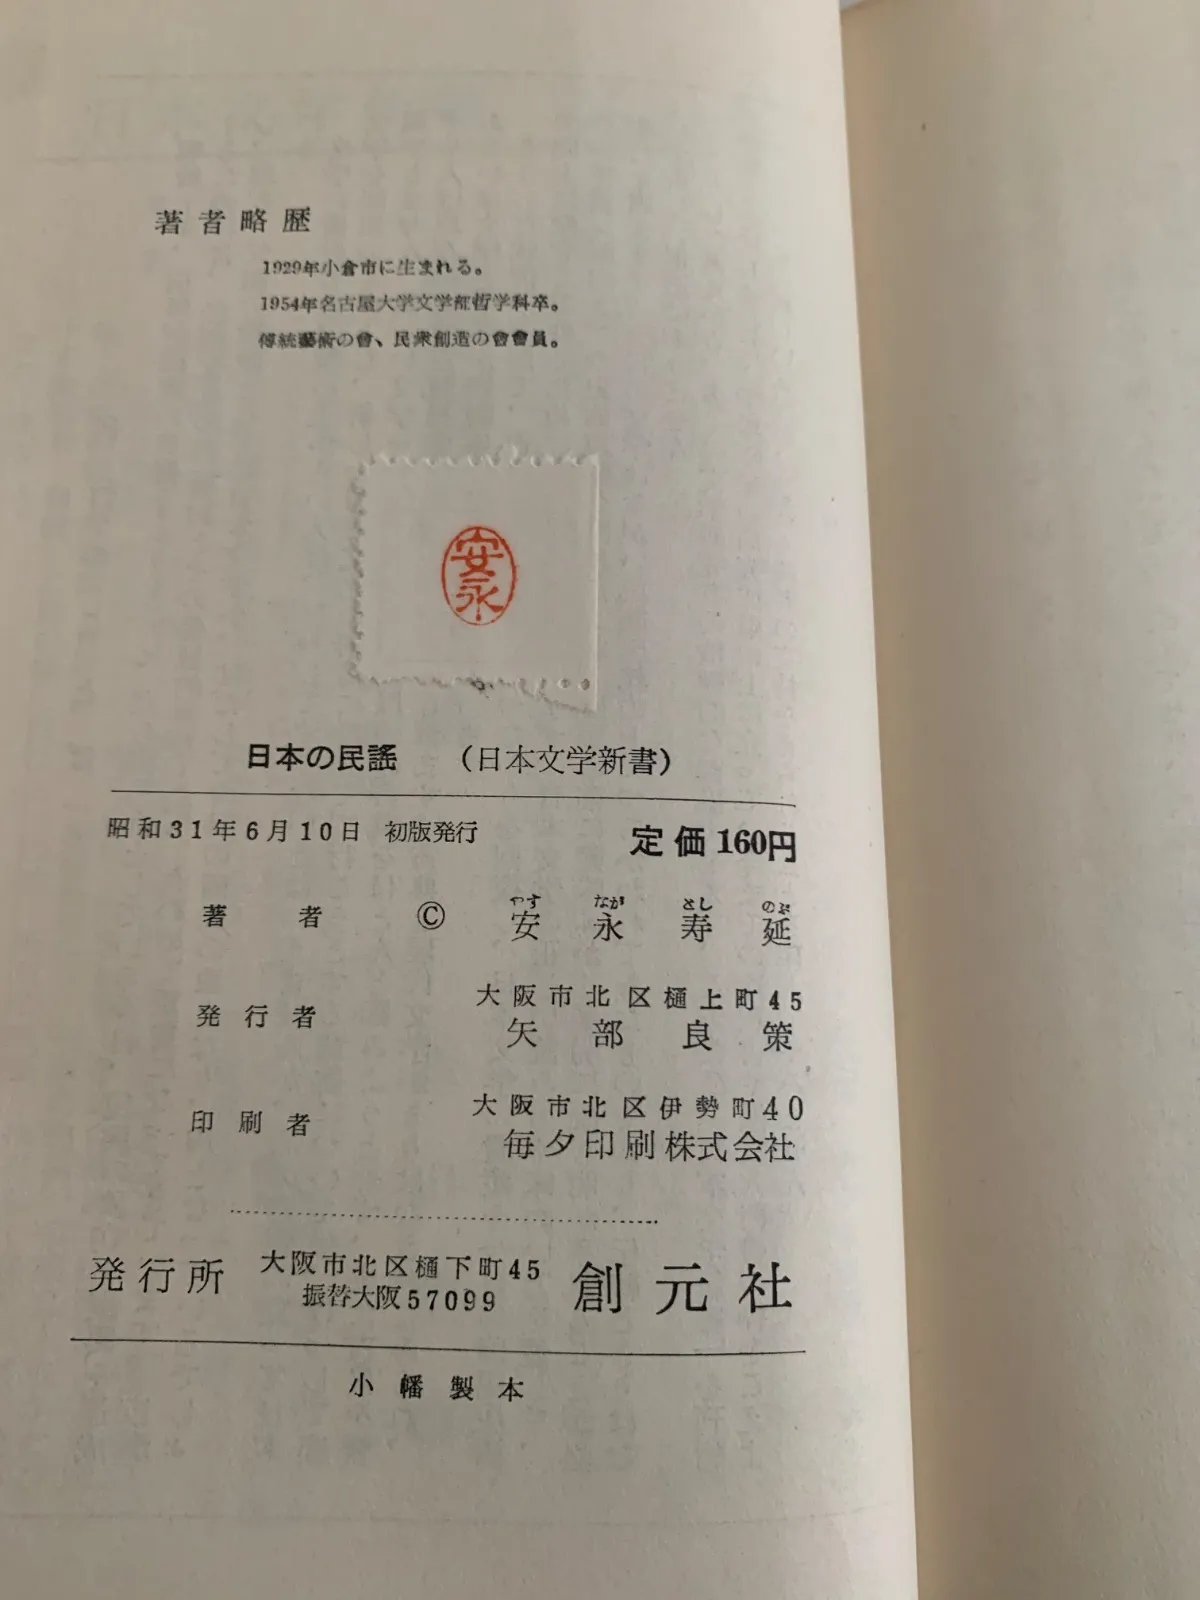 著者略歴
1929年小倉市に生まれる。
1954年名古屋大学文学部哲学科卒。
傳統藝術の會、民衆創造の會會員。
安永
日本の民謠 （日本文学新書）
昭和31年6月10日 初版発行 定価160円
著者 © 安永寿延
やす なが とし のぶ
発行者 大阪市北区樋上町45
矢部良策
印刷者 大阪市北区伊勢町40
毎夕印刷株式会社
発行所 大阪市北区樋下町45 創元社
振替大阪57099
小幡製本